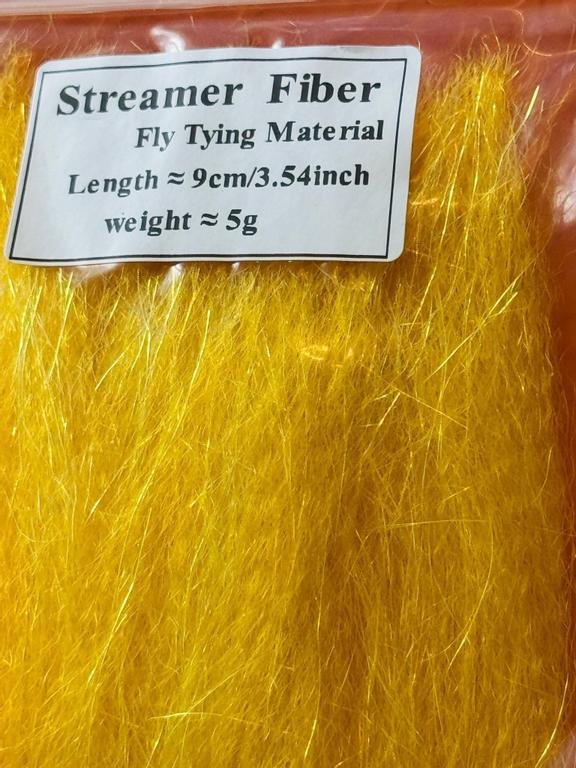 Streamer Fiber
Fly Tying Material
Length ≈ 9cm/3.54inch
weight ≈ 5g